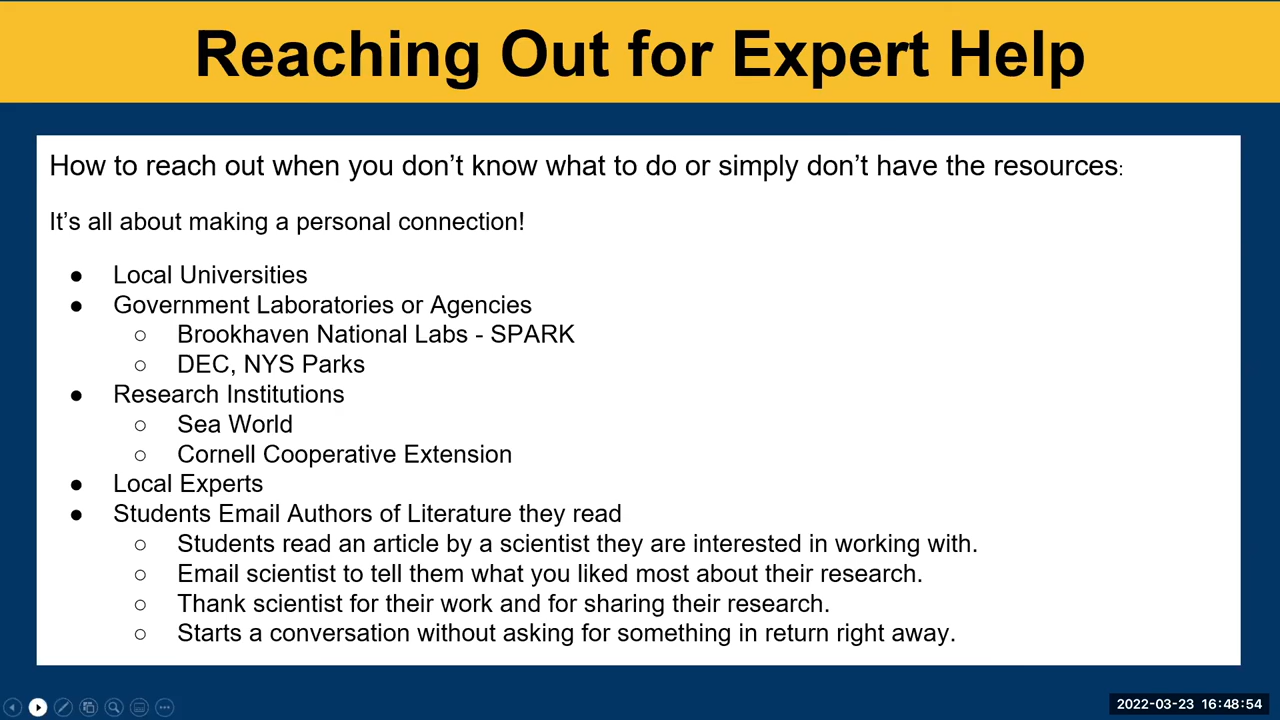 Reaching Out for Expert Help
How to reach out when you don’t know what to do or simply don’t have the resources:
It’s all about making a personal connection!
● Local Universities
● Government Laboratories or Agencies
○ Brookhaven National Labs - SPARK
○ DEC, NYS Parks
● Research Institutions
○ Sea World
○ Cornell Cooperative Extension
● Local Experts
● Students Email Authors of Literature they read
○ Students read an article by a scientist they are interested in working with.
○ Email scientist to tell them what you liked most about their research.
○ Thank scientist for their work and for sharing their research.
○ Starts a conversation without asking for something in return right away.
2022-03-23 16:48:54